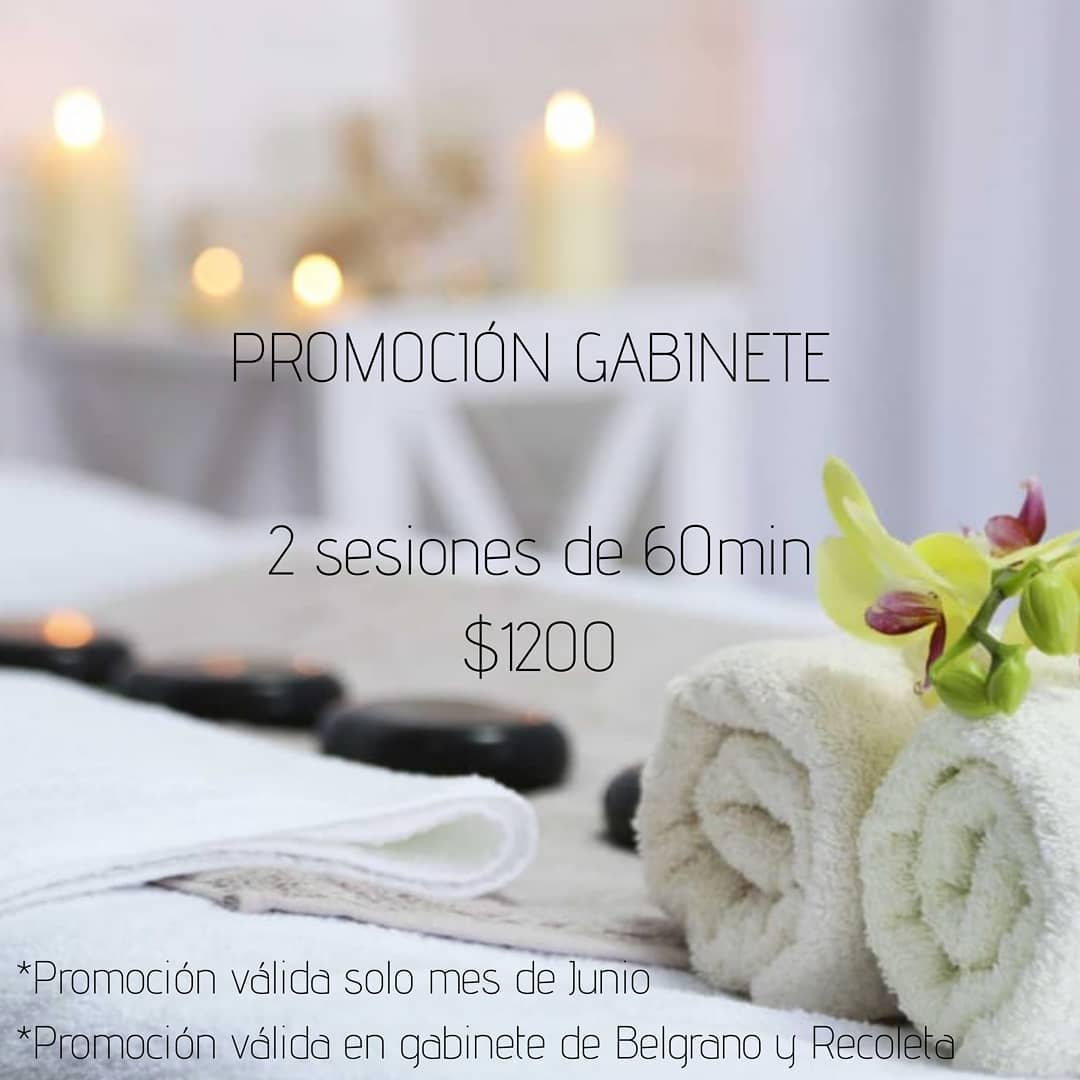 PROMOCIÓN GABINETE
2 sesiones de 60min
$1200
*Promoción válida solo mes de Junio
*Promoción válida en gabinete de Belgrano y Recoleta